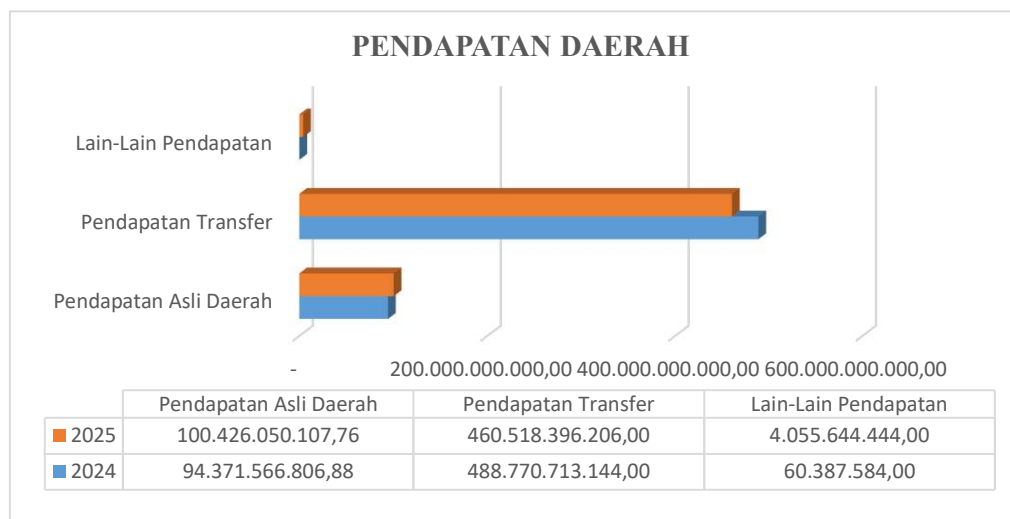 PENDAPATAN DAERAH
Lain-Lain Pendapatan
Pendapatan Transfer
Pendapatan Asli Daerah
- 200.000.000.000,00 400.000.000.000,00 600.000.000.000,00
Pendapatan Asli Daerah Pendapatan Transfer Lain-Lain Pendapatan
2025 100.426.050.107,76 460.518.396.206,00 4.055.644.444,00
2024 94.371.566.806,88 488.770.713.144,00 60.387.584,00